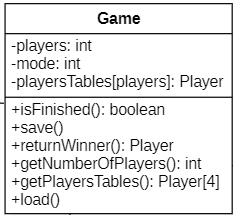 Game
-players: int
-mode: int
-playersTables[players]: Player
+isFinished(): boolean
+save()
+returnWinner(): Player
+getNumberOfPlayers(): int
+getPlayersTables(): Player[4]
+load()